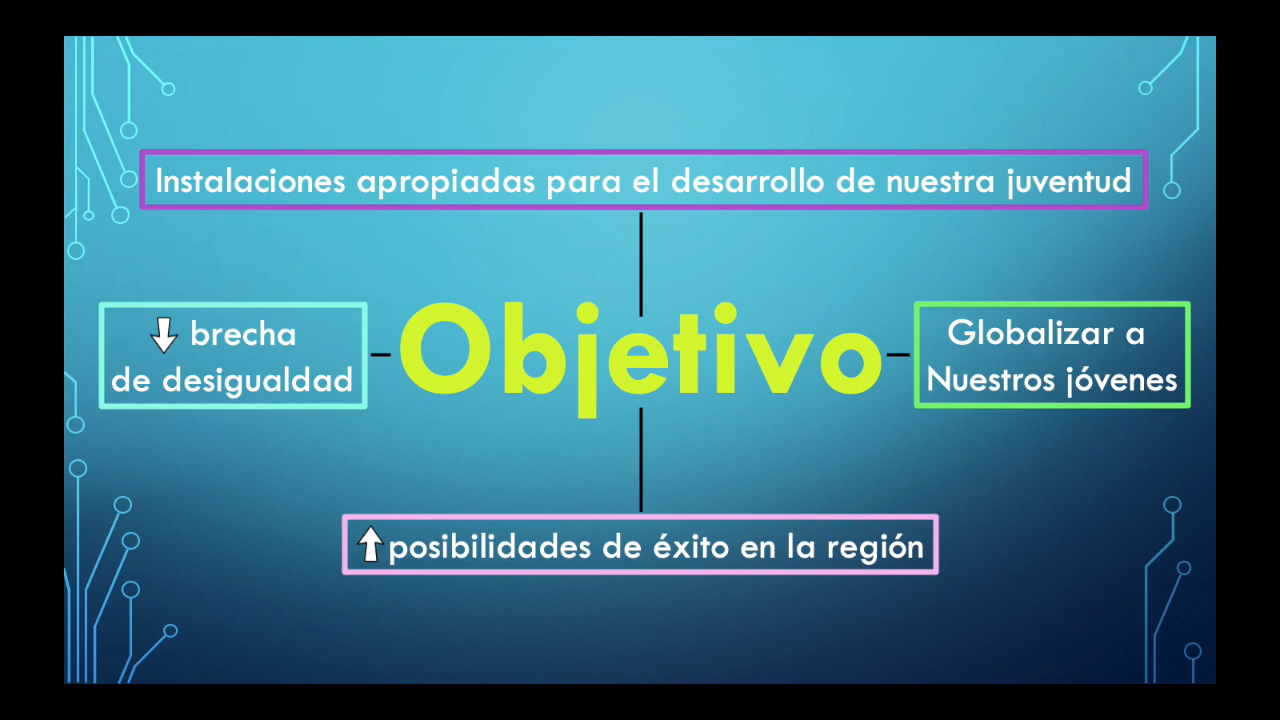 Instalaciones apropiadas para el desarrollo de nuestra juventud
brecha
de desigualdad
Objetivo
Globalizar a
Nuestros jóvenes
posibilidades de éxito en la región